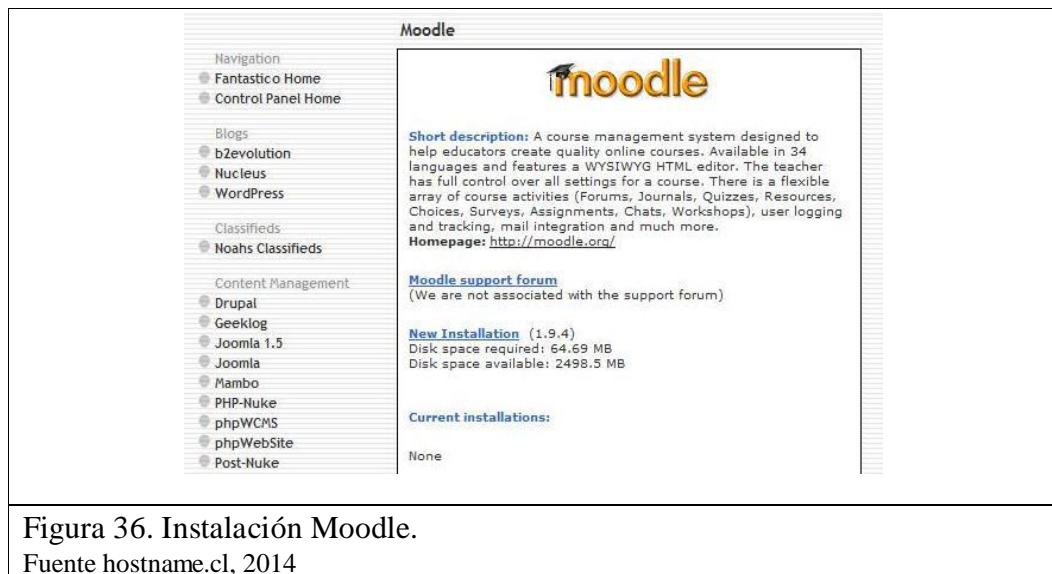 Moodle
Navigation
Fantastico Home
Control Panel Home
Blogs
b2evolution
Nucleus
WordPress
Classifieds
Noahs Classifieds
Content Management
Drupal
Geeklog
Joomla 1.5
Joomla
Mambo
PHP-Nuke
phpWCMS
phpWebSite
Post-Nuke
moodle
Short description: A course management system designed to
help educators create quality online courses. Available in 34
languages and features a WYSIWYG HTML editor. The teacher
has full control over all settings for a course. There is a flexible
array of course activities (Forums, Journals, Quizzes, Resources,
Choices, Surveys, Assignments, Chats, Workshops), user logging
and tracking, mail integration and much more.
Homepage: http://moodle.org/
Moodle support forum
(We are not associated with the support forum)
New Installation (1.9.4)
Disk space required: 64.69 MB
Disk space available: 2498.5 MB
Current installations:
None
Figura 36. Instalación Moodle.
Fuente hostname.cl, 2014